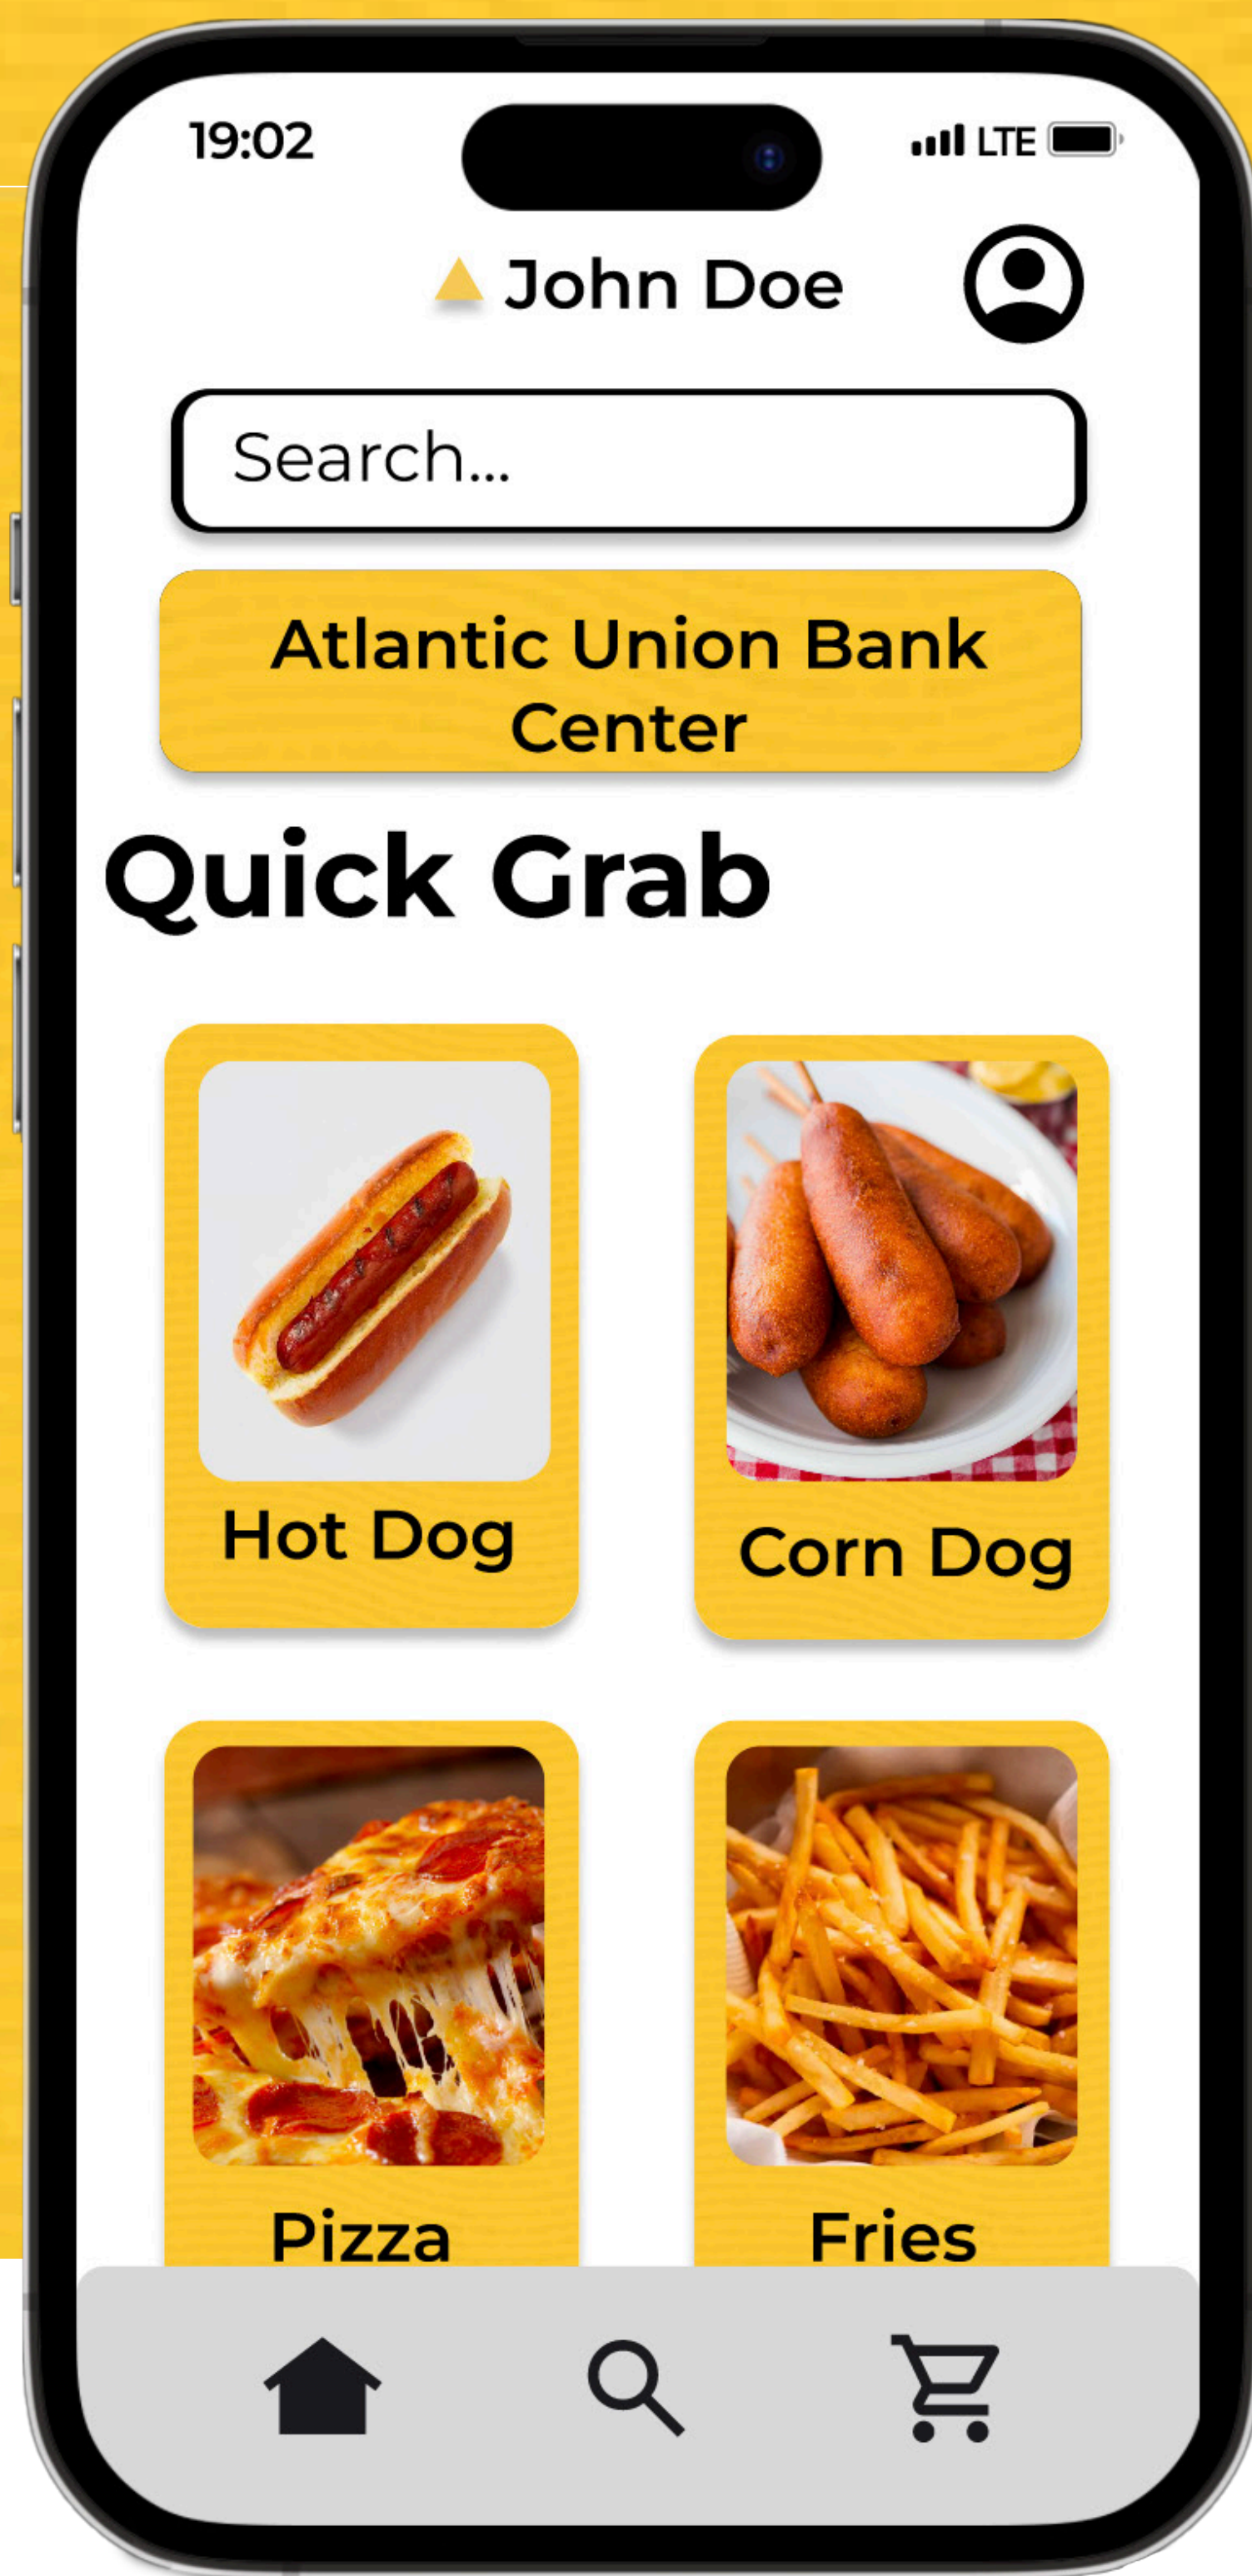 19:02
LTE
John Doe
Search...
Atlantic Union Bank
Center
Quick Grab
Hot Dog
Corn Dog
Pizza
Fries